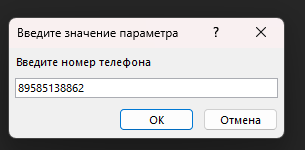 Введите значение параметра ?
Введите номер телефона
89585138862
ОК Отмена